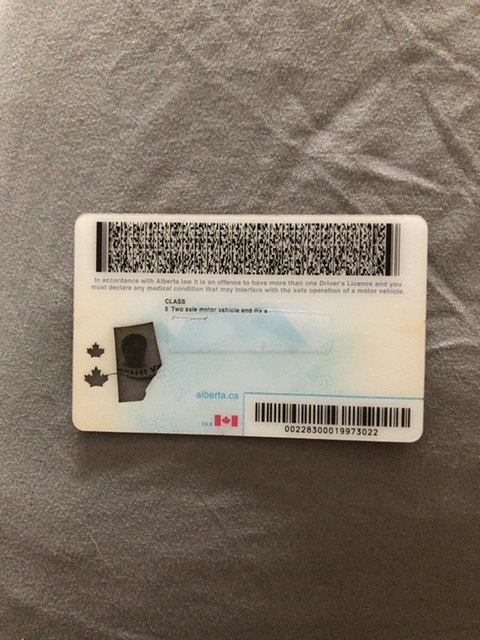 In accordance with Alberta law it is an offence to have more than one Driver's Licence and you
must declare any medical condition that may interfere with the safe operation of a motor vehicle.
CLASS
5 Two axle motor vehicle and RV's
alberta.ca
00228300019973022